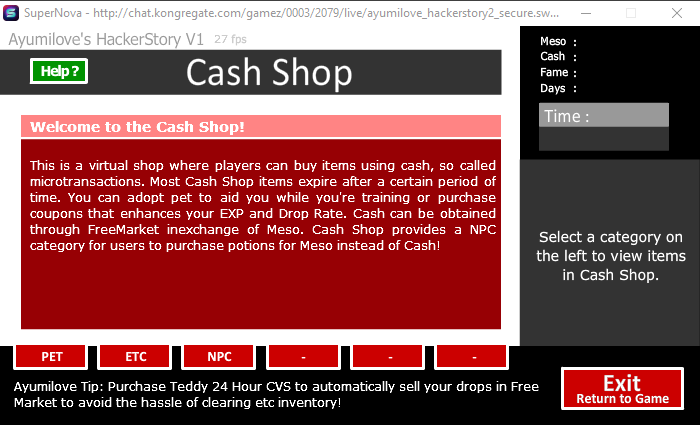 SuperNova - http://chat.kongregate.com/gamez/0003/2079/live/ayumilove_hackerstory2_secure.sw...
Ayumilove's HackerStory V1 27 fps
Help ?
Cash Shop
Meso :
Cash :
Fame :
Days :
Time :
Welcome to the Cash Shop!
This is a virtual shop where players can buy items using cash, so called
microtransactions. Most Cash Shop items expire after a certain period of
time. You can adopt pet to aid you while you're training or purchase
coupons that enhances your EXP and Drop Rate. Cash can be obtained
through FreeMarket inexchange of Meso. Cash Shop provides a NPC
category for users to purchase potions for Meso instead of Cash!
Select a category on
the left to view items
in Cash Shop.
PET ETC NPC - - -
Ayumilove Tip: Purchase Teddy 24 Hour CVS to automatically sell your drops in Free
Market to avoid the hassle of clearing etc inventory!
Exit
Return to Game